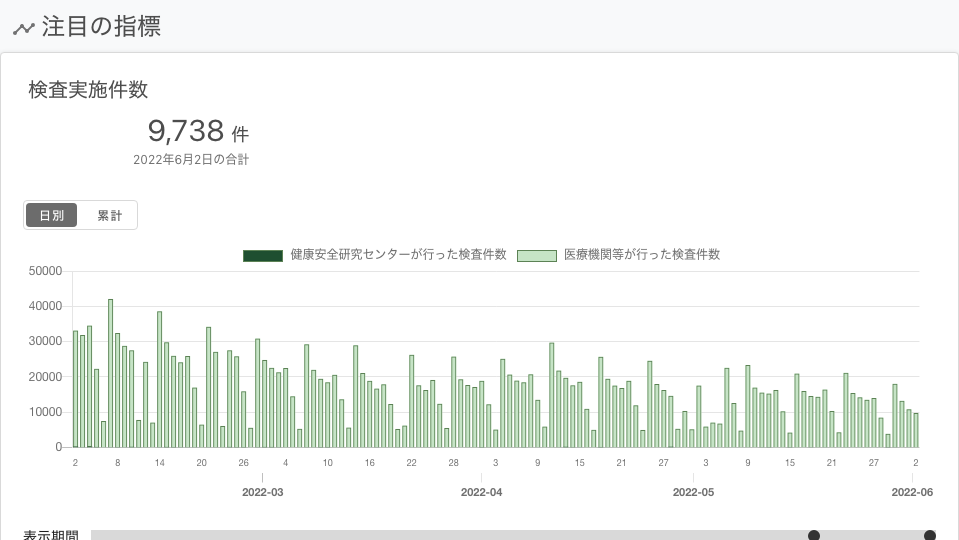 注目の指標
検査実施件数
9,738 件
2022年6月2日の合計
日別 累計
健康安全研究センターが行った検査件数 医療機関等が行った検査件数
50000
40000
30000
20000
10000
0
2 8 14 20 26 4 10 16 22 28 3 9 15 21 27 3 9 15 21 27 2
2022-03 2022-04 2022-05 2022-06
表示期間